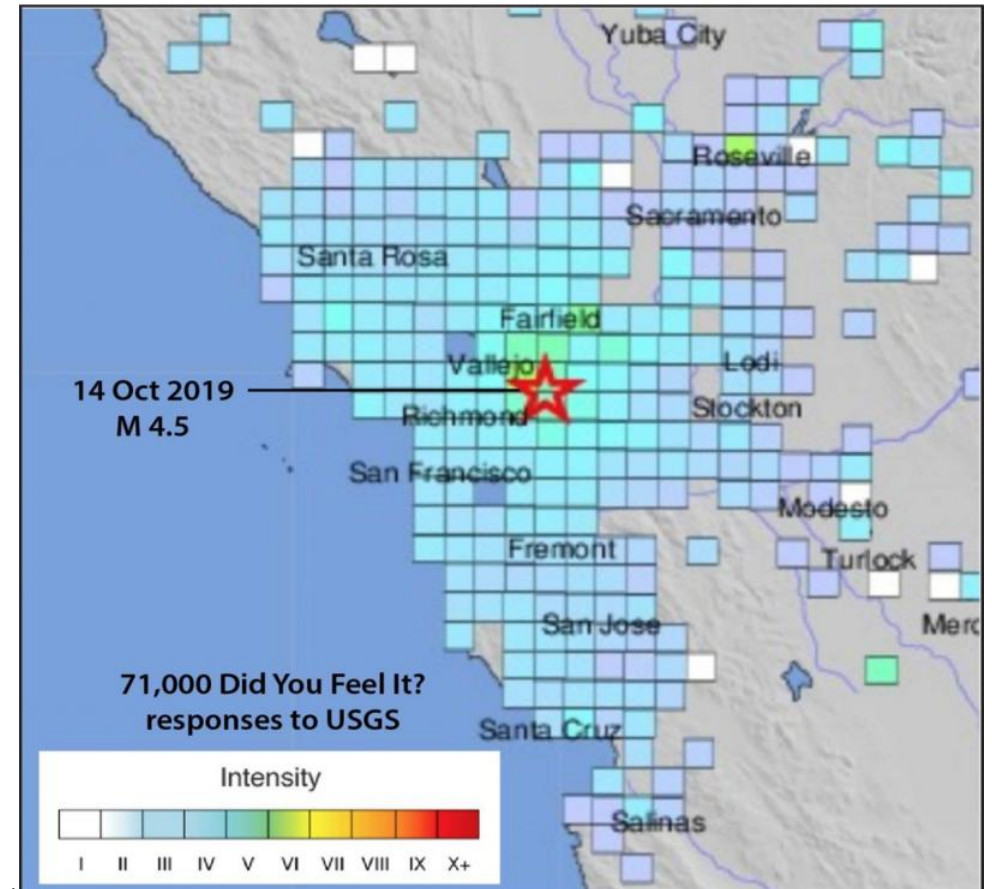 Yuba City
Roseville
Sacramento
Santa Rosa
Fairfield
Vallejo
Lodi
14 Oct 2019
M 4.5
Richmond
Stockton
San Francisco
Modesto
Fremont
Turlock
San Jose
Merc
71,000 Did You Feel It?
responses to USGS
Santa Cruz
Intensity
Salinas
I II III IV V VI VII VIII IX X+